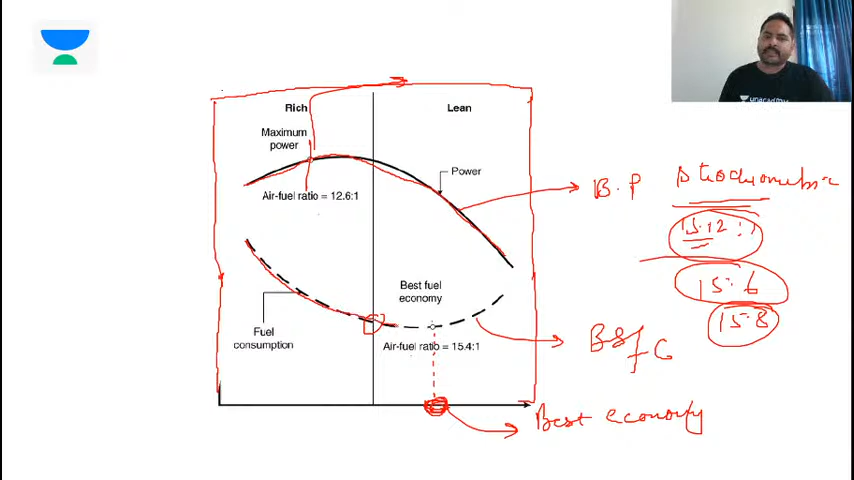 Rich
Lean
Maximum
power
Power
Air-fuel ratio = 12.6:1
B.P
15.12:1
15.6
15.8
Best fuel
economy
Fuel
consumption
Air-fuel ratio = 15.4:1
BSFC
Best economy